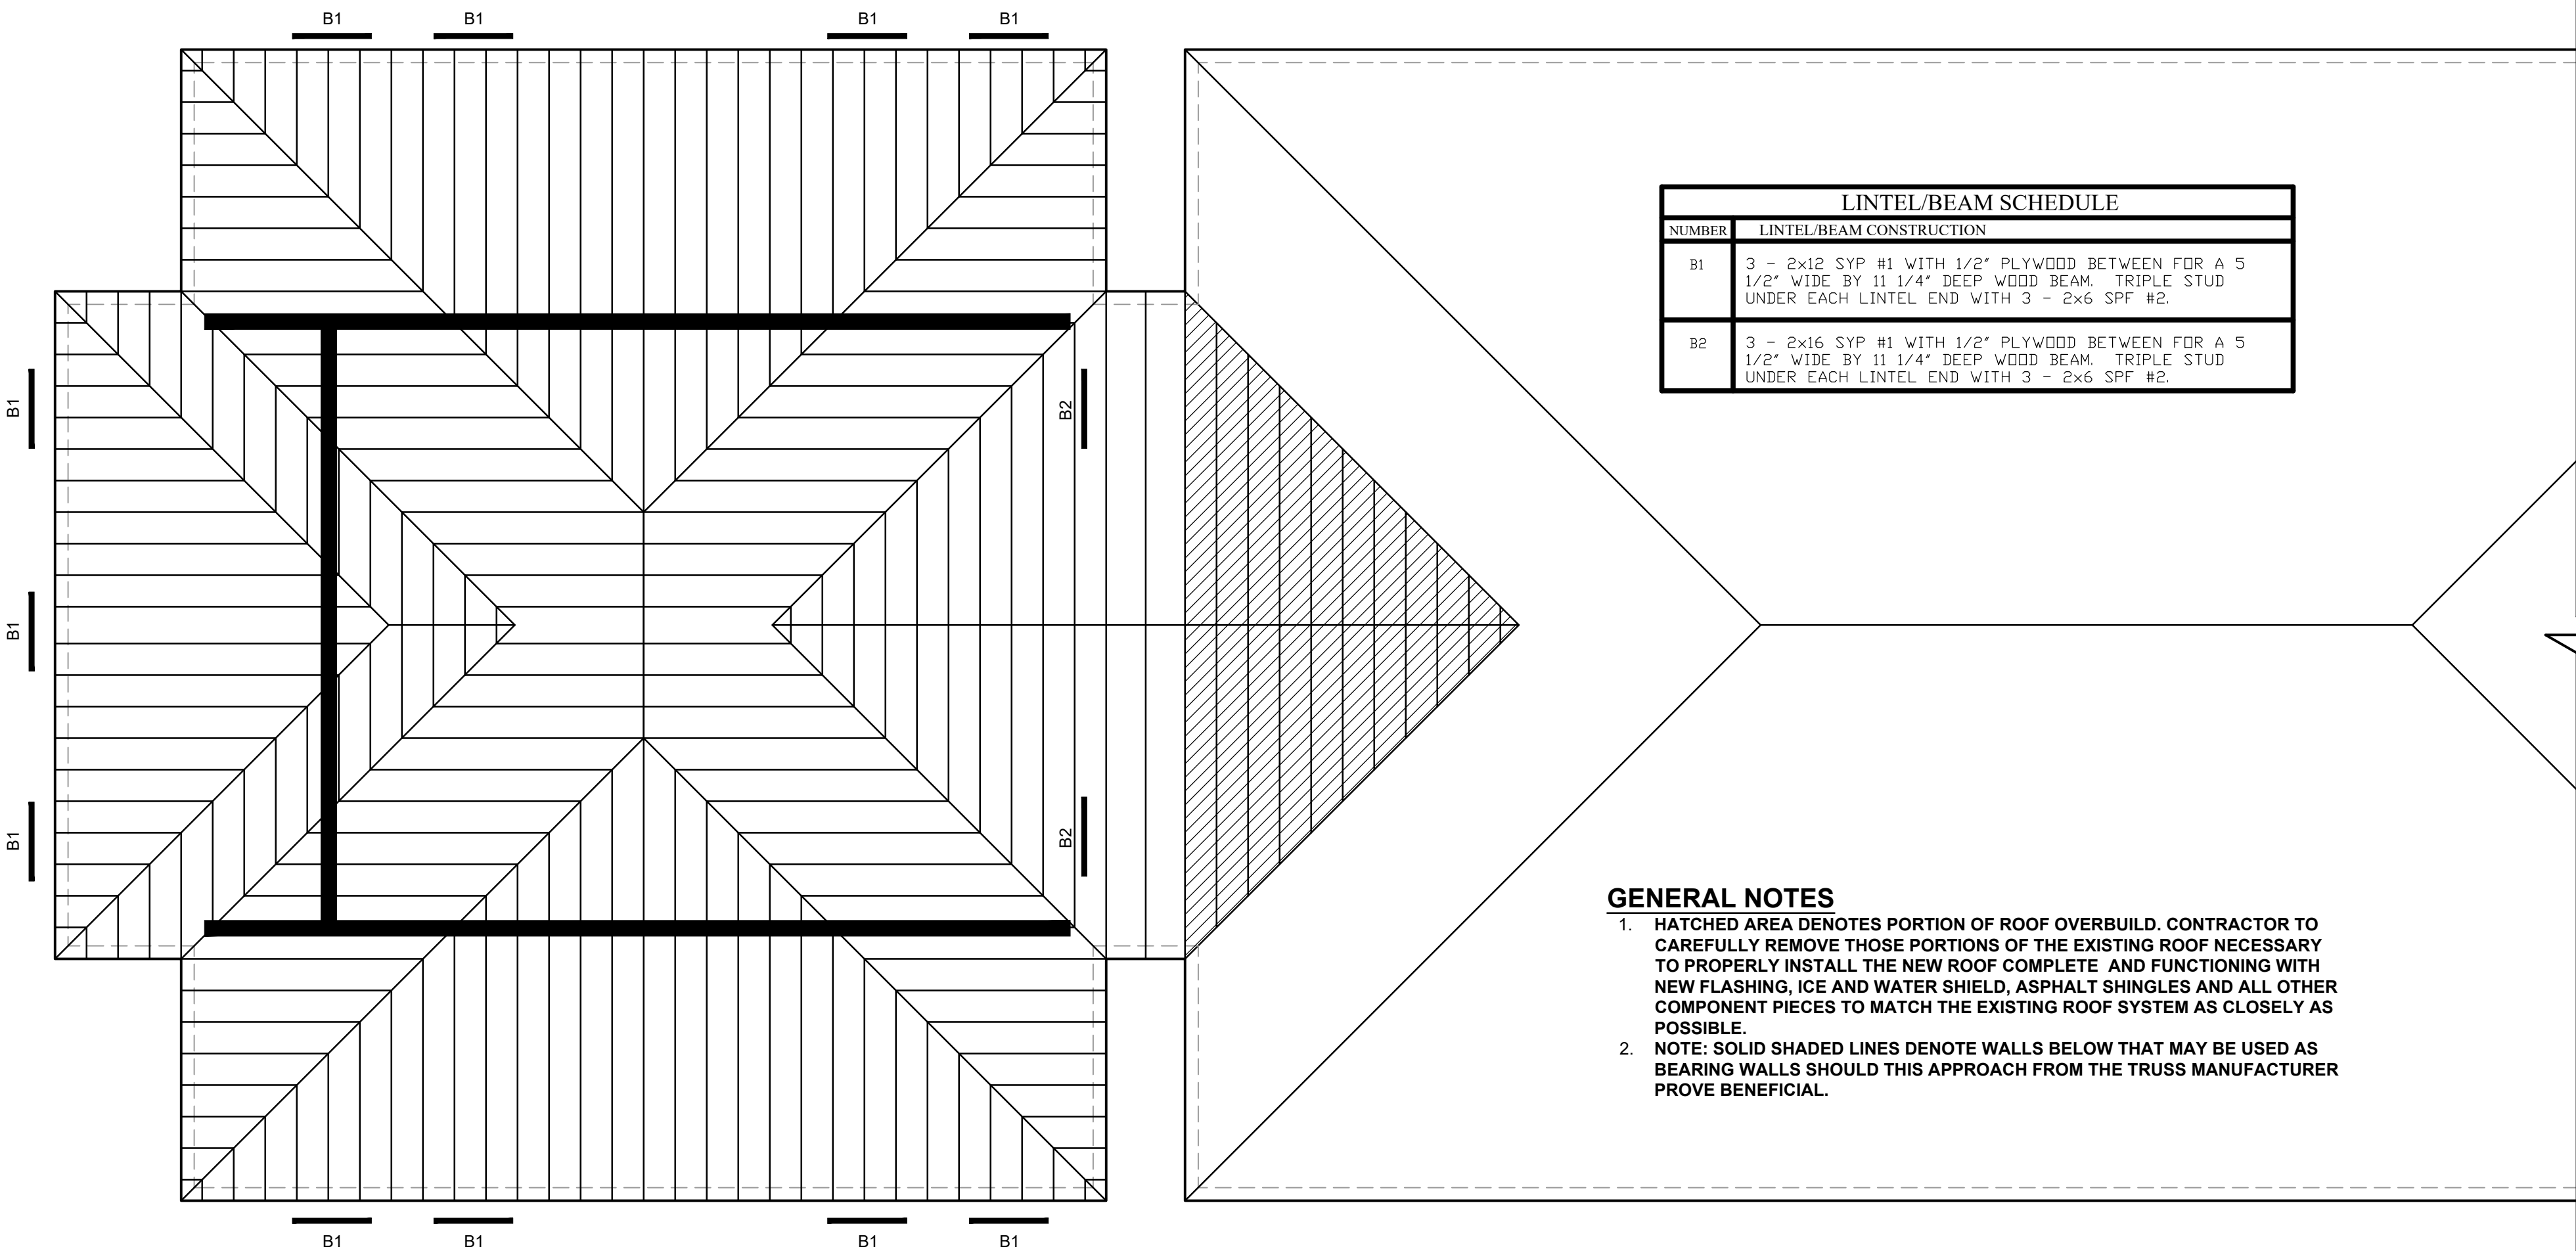 B1 B1 B1 B1
LINTEL/BEAM SCHEDULE
NUMBER LINTEL/BEAM CONSTRUCTION
B1 3 - 2x12 SYP #1 WITH 1/2" PLYWOOD BETWEEN FOR A 5
1/2" WIDE BY 11 1/4" DEEP WOOD BEAM. TRIPLE STUD
UNDER EACH LINTEL END WITH 3 - 2x6 SPF #2.
B2 3 - 2x16 SYP #1 WITH 1/2" PLYWOOD BETWEEN FOR A 5
1/2" WIDE BY 11 1/4" DEEP WOOD BEAM. TRIPLE STUD
UNDER EACH LINTEL END WITH 3 - 2x6 SPF #2.
B1
B2
B1
B1
B2
GENERAL NOTES
1. HATCHED AREA DENOTES PORTION OF ROOF OVERBUILD. CONTRACTOR TO
CAREFULLY REMOVE THOSE PORTIONS OF THE EXISTING ROOF NECESSARY
TO PROPERLY INSTALL THE NEW ROOF COMPLETE AND FUNCTIONING WITH
NEW FLASHING, ICE AND WATER SHIELD, ASPHALT SHINGLES AND ALL OTHER
COMPONENT PIECES TO MATCH THE EXISTING ROOF SYSTEM AS CLOSELY AS
POSSIBLE.
2. NOTE: SOLID SHADED LINES DENOTE WALLS BELOW THAT MAY BE USED AS
BEARING WALLS SHOULD THIS APPROACH FROM THE TRUSS MANUFACTURER
PROVE BENEFICIAL.
B1 B1 B1 B1